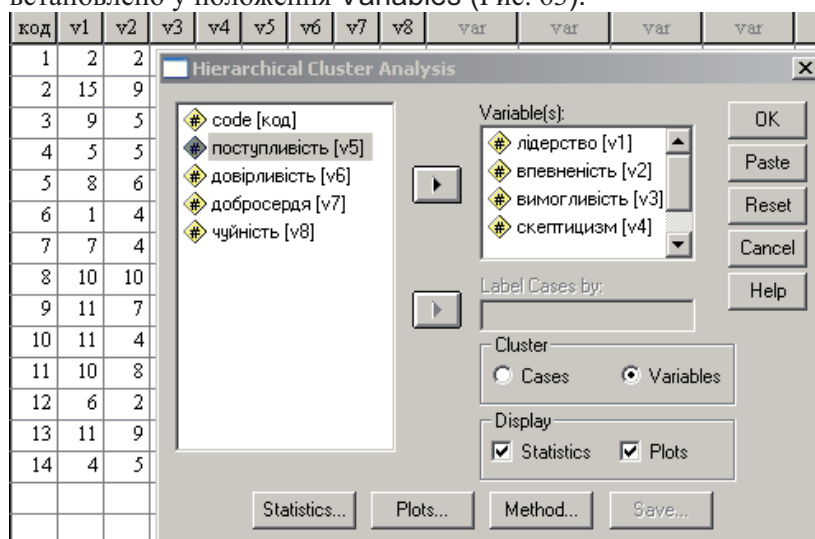 встановлено у положення Variables (Рис. 63).
код v1 v2 v3 v4 v5 v6 v7 v8 var var var var
1 2 2
2 15 9
3 9 5
4 5 5
5 8 6
6 1 4
7 7 4
8 10 10
9 11 7
10 11 4
11 10 8
12 6 2
13 11 9
14 4 5
Hierarchical Cluster Analysis
code [код]
поступливість [v5]
довірливість [v6]
добросердя [v7]
чуйність [v8]
Variable(s):
лідерство [v1]
впевненість [v2]
вимогливість [v3]
скептицизм [v4]
Label Cases by:
Cluster
Cases Variables
Display
Statistics Plots
OK
Paste
Reset
Cancel
Help
Statistics... Plots... Method... Save...